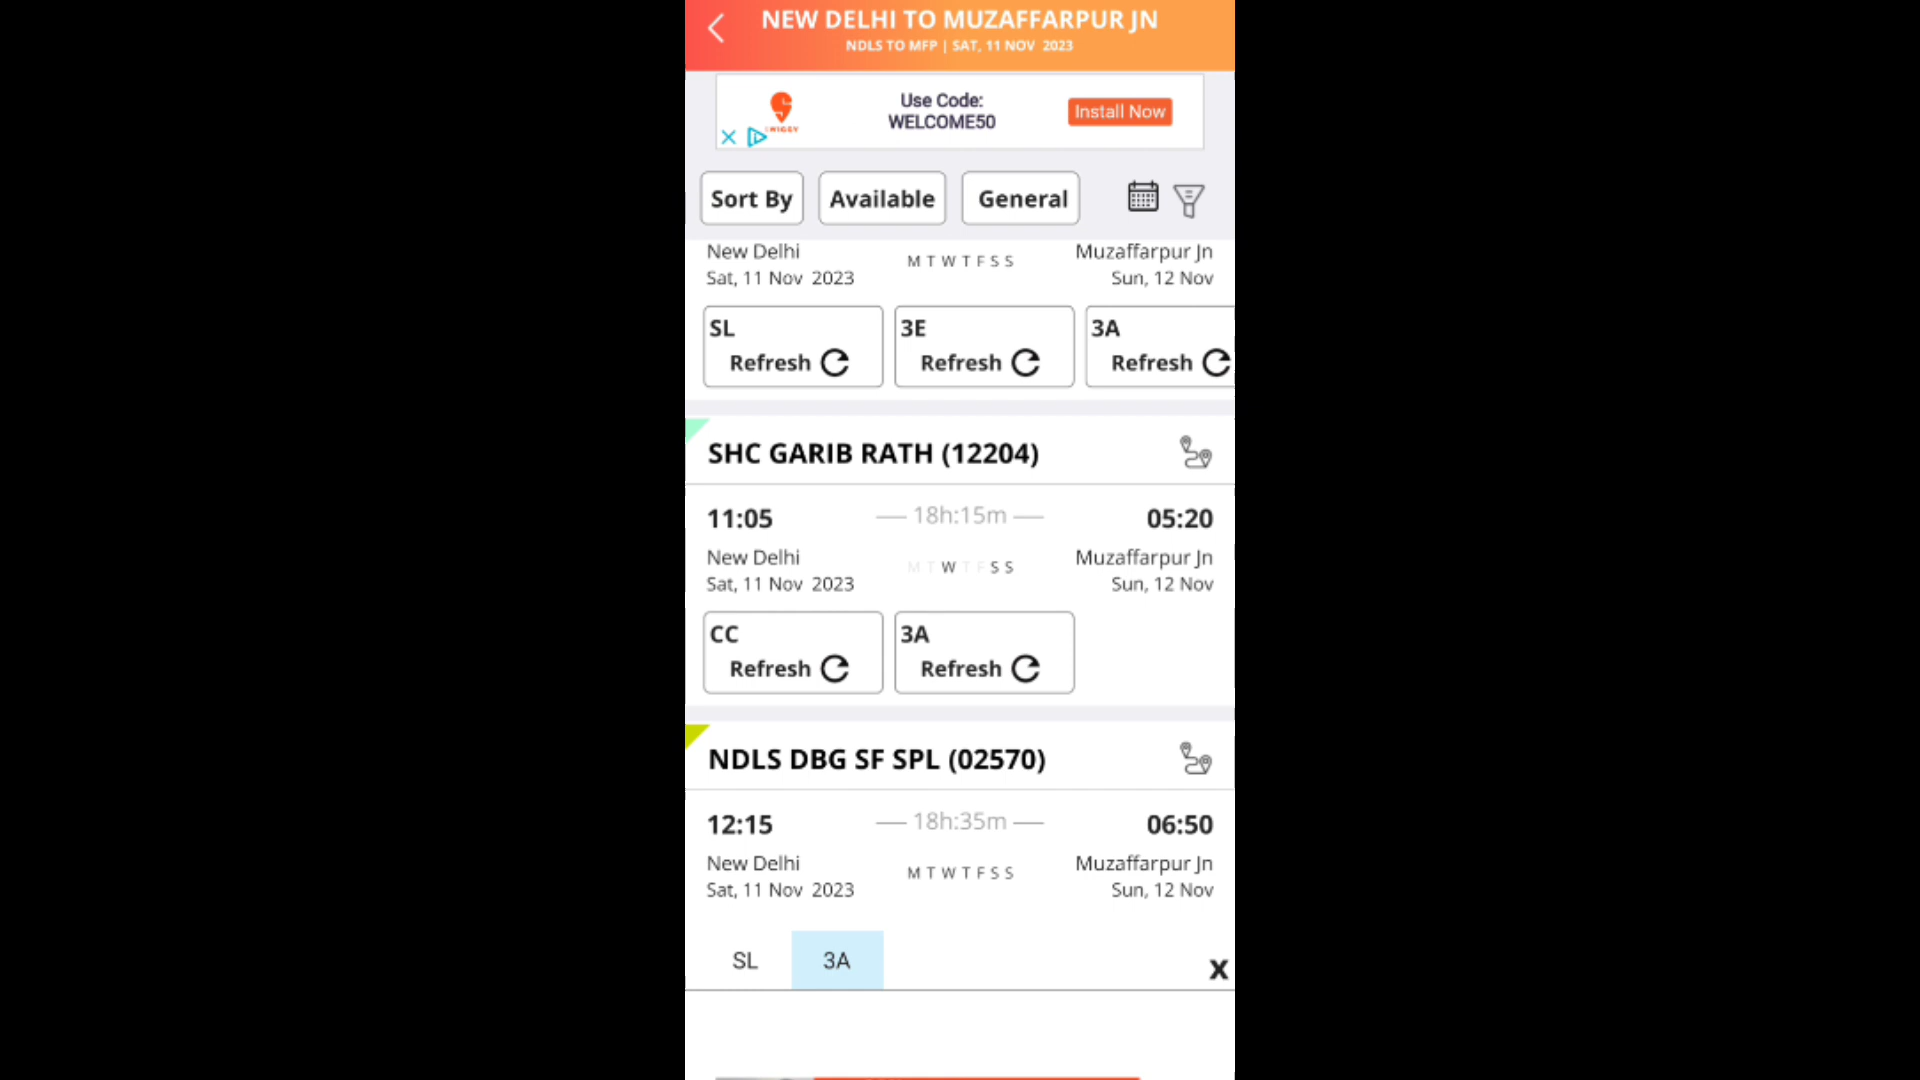 NEW DELHI TO MUZAFFARPUR JN
NDLS TO MFP | SAT, 11 NOV 2023
Use Code:
WELCOME50
Install Now
SWIGGY
Sort By
Available
General
New Delhi
M T W T F S S
Muzaffarpur Jn
Sat, 11 Nov 2023
Sun, 12 Nov
SL
3E
3A
Refresh
Refresh
Refresh
SHC GARIB RATH (12204)
11:05
18h:15m
05:20
New Delhi
M T W T F S S
Muzaffarpur Jn
Sat, 11 Nov 2023
Sun, 12 Nov
CC
3A
Refresh
Refresh
NDLS DBG SF SPL (02570)
12:15
18h:35m
06:50
New Delhi
M T W T F S S
Muzaffarpur Jn
Sat, 11 Nov 2023
Sun, 12 Nov
SL
3A
X